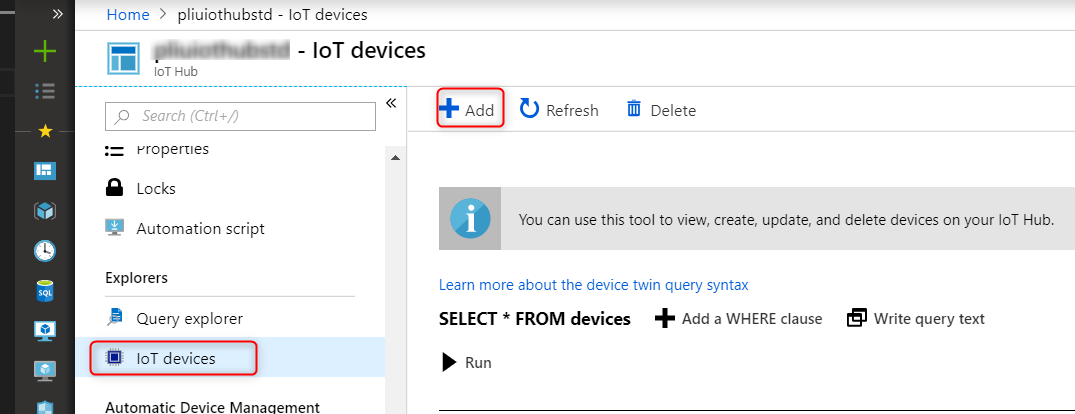 Home > pliuiothubstd - IoT devices
- IoT devices
IoT Hub
Search (Ctrl+/)
Properties
Locks
Automation script
Explorers
Query explorer
IoT devices
Automatic Device Management
Add
Refresh
Delete
You can use this tool to view, create, update, and delete devices on your IoT Hub.
Learn more about the device twin query syntax
SELECT * FROM devices
Add a WHERE clause
Write query text
Run
SQL